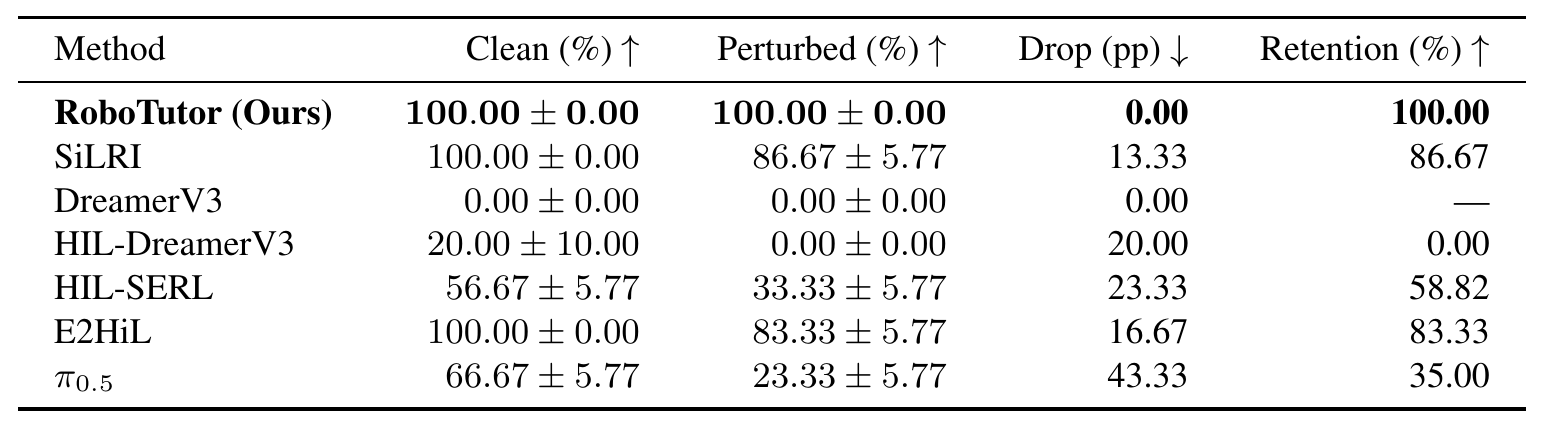 Method Clean (%) ↑ Perturbed (%) ↑ Drop (pp) ↓ Retention (%) ↑
RoboTutor (Ours) 100.00 ± 0.00 100.00 ± 0.00 0.00 100.00
SiLRI 100.00 ± 0.00 86.67 ± 5.77 13.33 86.67
DreamerV3 0.00 ± 0.00 0.00 ± 0.00 0.00 —
HIL-DreamerV3 20.00 ± 10.00 0.00 ± 0.00 20.00 0.00
HIL-SERL 56.67 ± 5.77 33.33 ± 5.77 23.33 58.82
E2HiL 100.00 ± 0.00 83.33 ± 5.77 16.67 83.33
π0.5 66.67 ± 5.77 23.33 ± 5.77 43.33 35.00